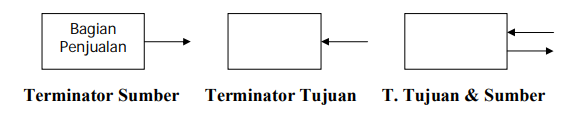 Bagian
Penjualan
Terminator Sumber
Terminator Tujuan
T. Tujuan & Sumber